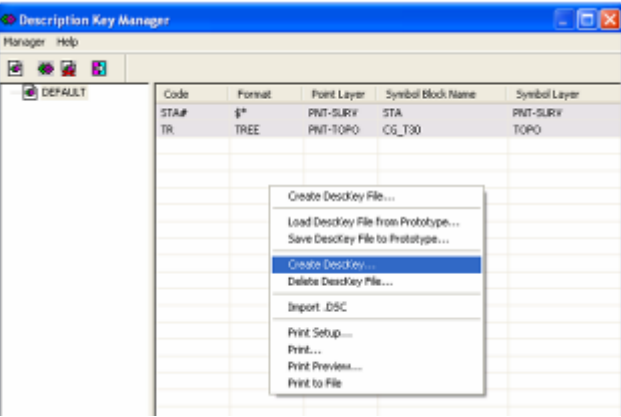 Description Key Manager
Manager Help
DEFAULT
Code Format Point Layer Symbol Block Name Symbol Layer
STA# $* PNT-SURV STA PNT-SURV
TR TREE PNT-TOPO CG_T30 TOPO
Create DescKey File...
Load DescKey File from Prototype...
Save DescKey File to Prototype...
Create DescKey...
Delete DescKey File...
Import .DSC
Print Setup...
Print...
Print Preview...
Print to File